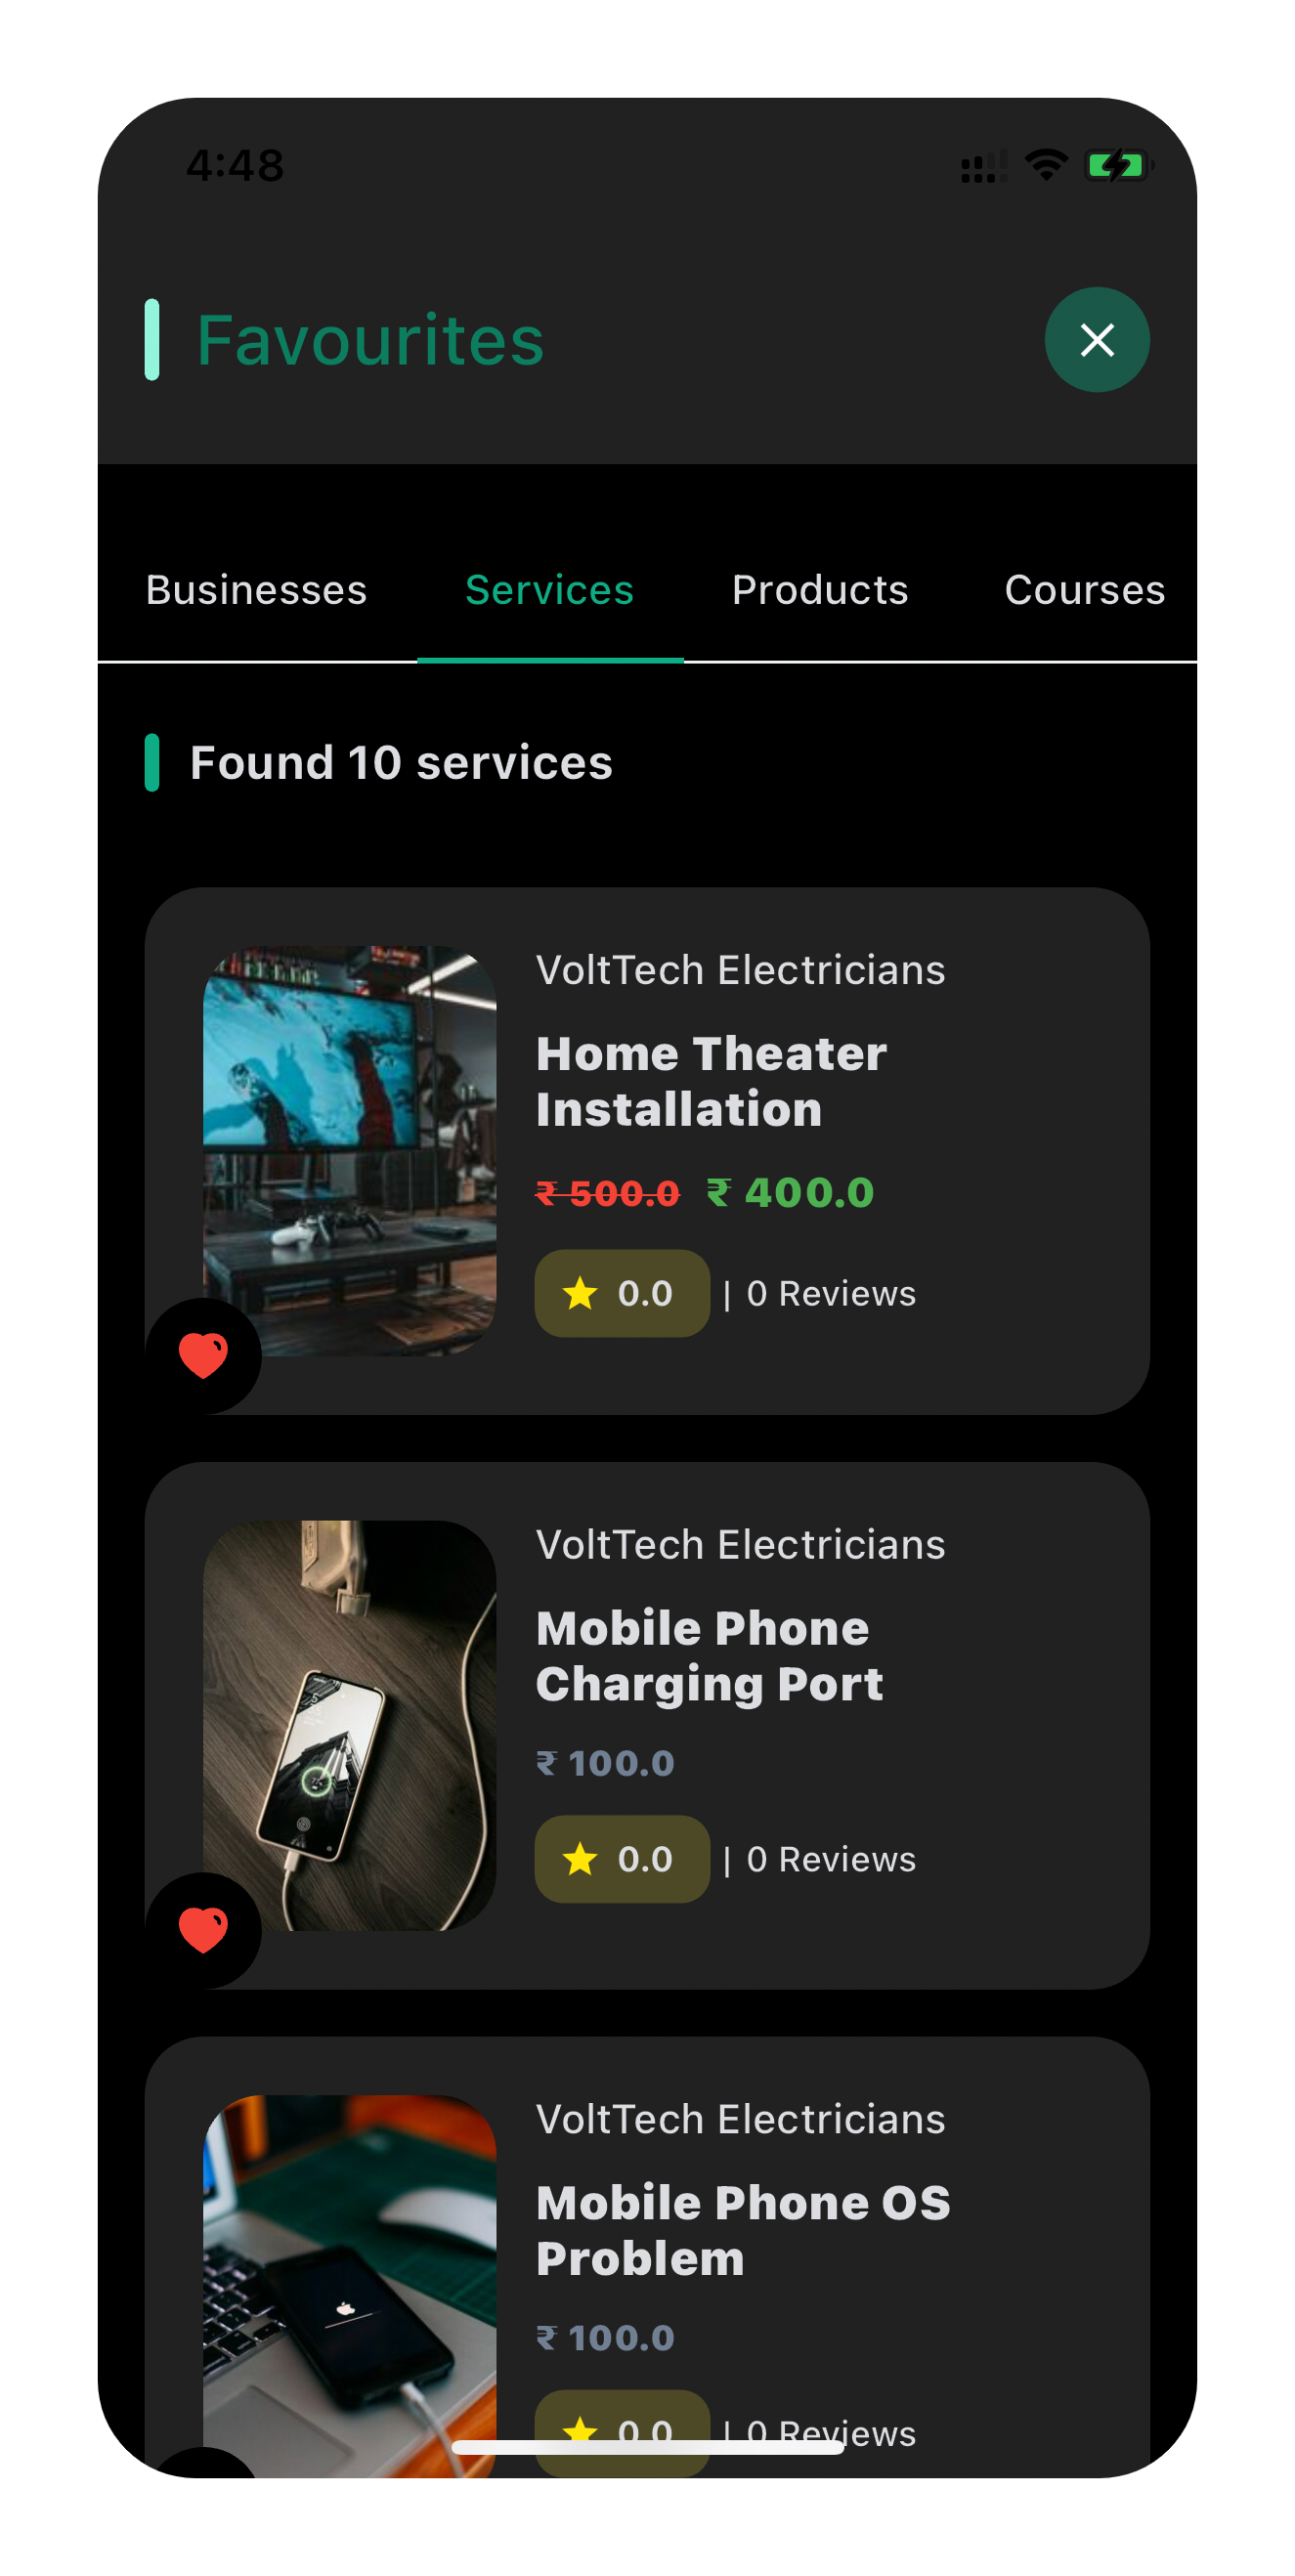 4:48
Favourites
Businesses Services Products Courses
Found 10 services
VoltTech Electricians
Home Theater
Installation
₹ 500.0 ₹ 400.0
0.0 | 0 Reviews
VoltTech Electricians
Mobile Phone
Charging Port
₹ 100.0
0.0 | 0 Reviews
VoltTech Electricians
Mobile Phone OS
Problem
₹ 100.0
0.0 | 0 Reviews